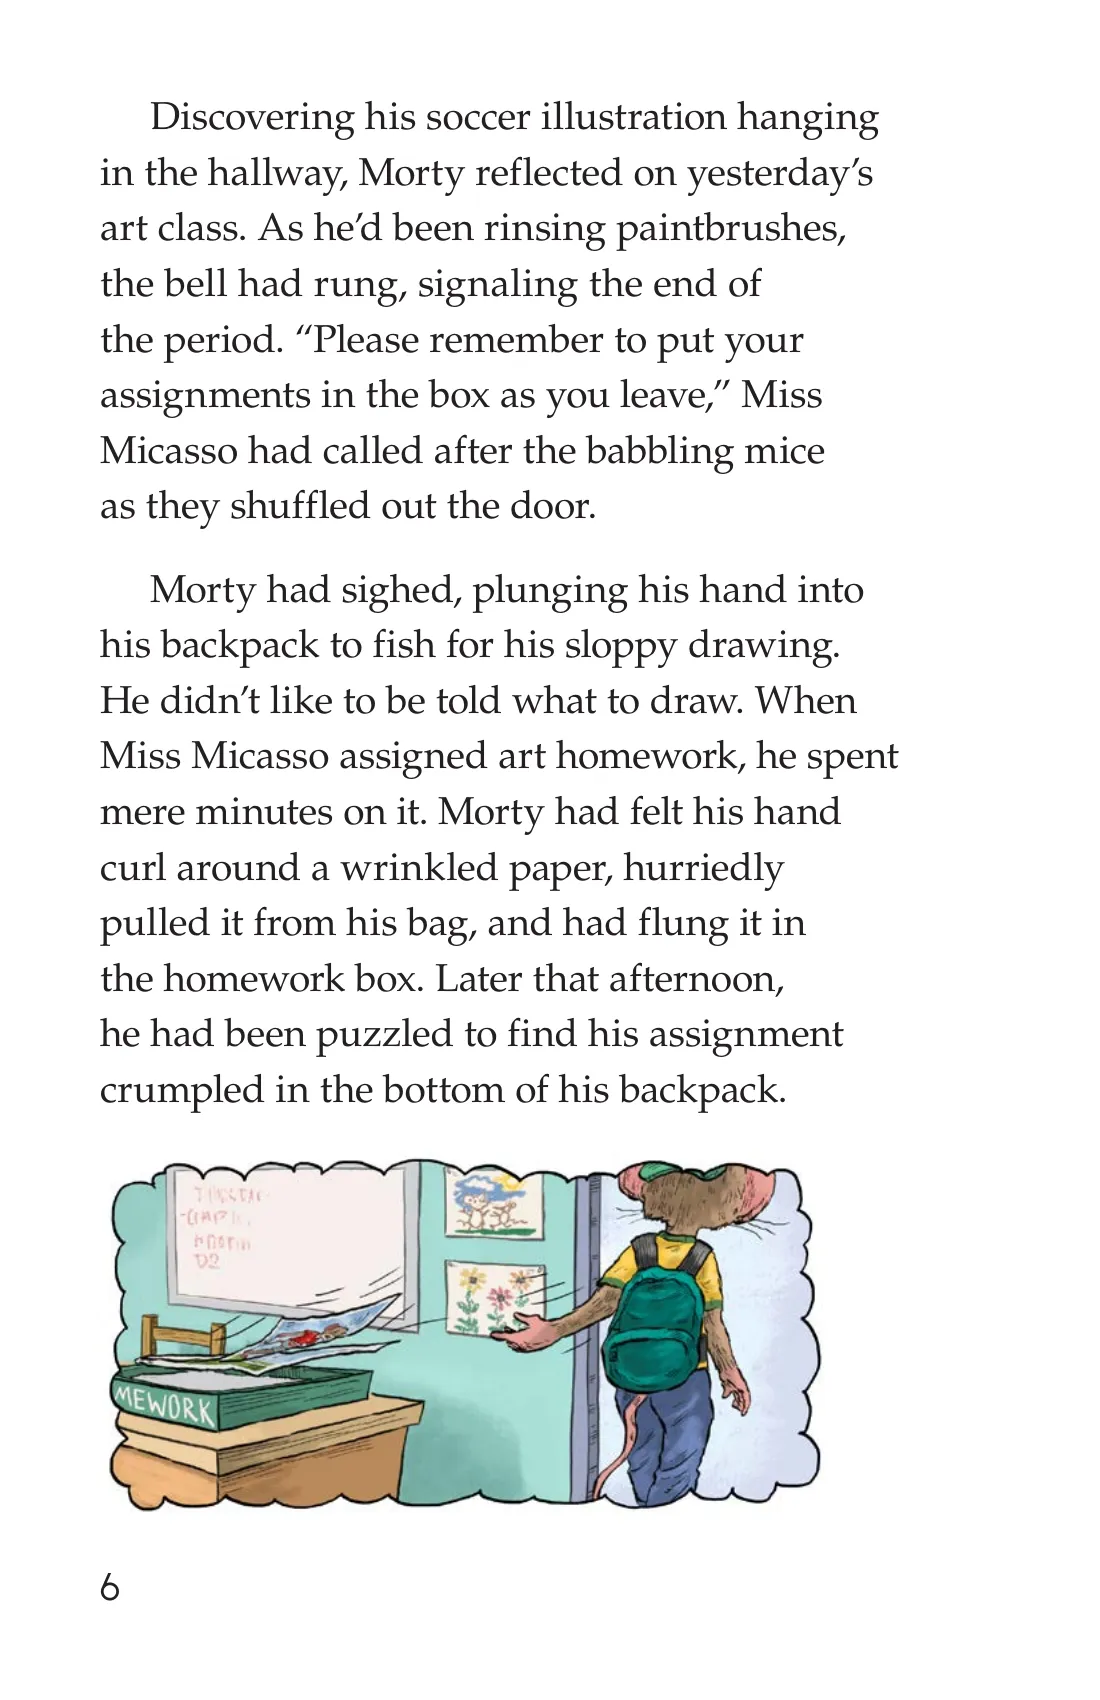 Discovering his soccer illustration hanging
in the hallway, Morty reflected on yesterday’s
art class. As he’d been rinsing paintbrushes,
the bell had rung, signaling the end of
the period. “Please remember to put your
assignments in the box as you leave,” Miss
Micasso had called after the babbling mice
as they shuffled out the door.
Morty had sighed, plunging his hand into
his backpack to fish for his sloppy drawing.
He didn’t like to be told what to draw. When
Miss Micasso assigned art homework, he spent
mere minutes on it. Morty had felt his hand
curl around a wrinkled paper, hurriedly
pulled it from his bag, and had flung it in
the homework box. Later that afternoon,
he had been puzzled to find his assignment
crumpled in the bottom of his backpack.
MEWORK
6